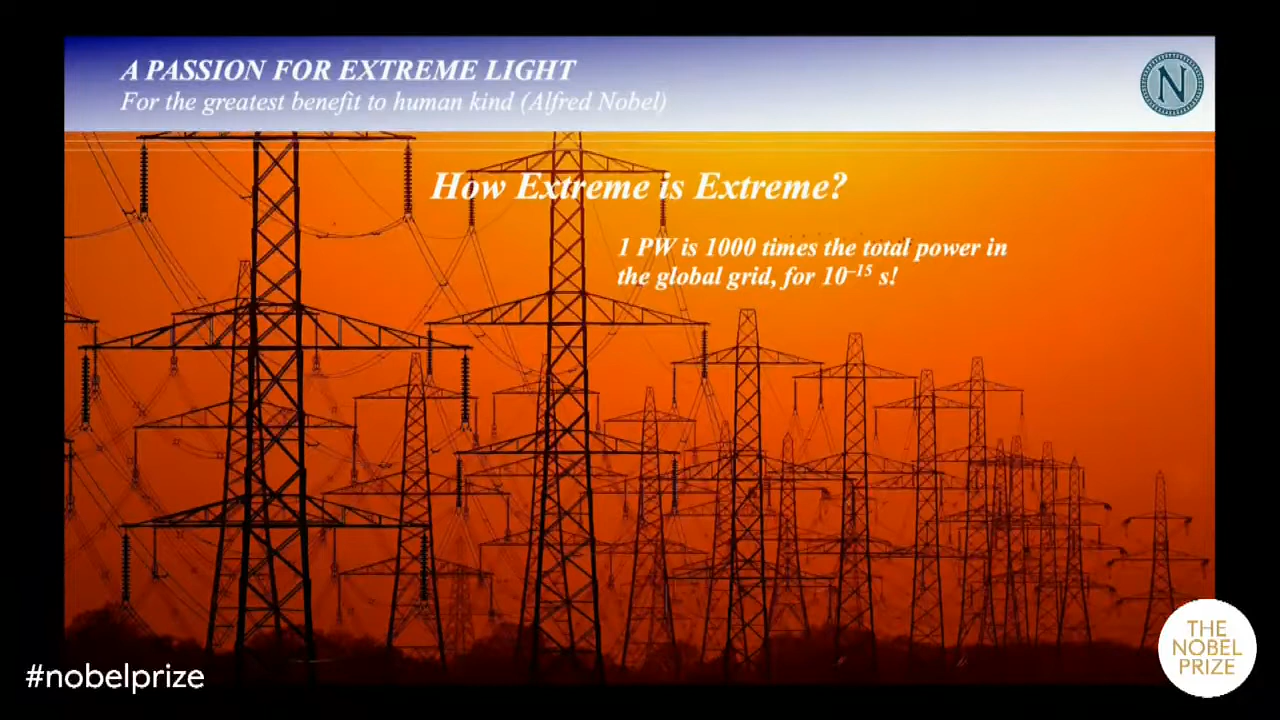 A PASSION FOR EXTREME LIGHT
For the greatest benefit to human kind (Alfred Nobel)
N
How Extreme is Extreme?
1 PW is 1000 times the total power in
the global grid, for 10⁻¹⁵ s!
#nobelprize
THE
NOBEL
PRIZE